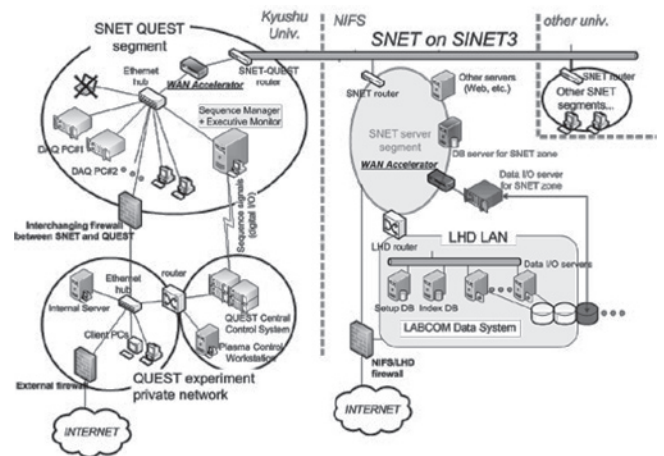 Kyushu
Univ.
NIFS
SNET on SINET3
other univ.
SNET QUEST
segment
Ethernet
hub
WAN Accelerator
SNET-QUEST
router
Sequence Manager
+ Executive Monitor
DAQ PC#1
DAQ PC#2
Interchanging firewall
between SNET and QUEST
Sequence signals
(digital I/O)
SNET router
Other servers
(Web, etc.)
SNET server
segment
WAN Accelerator
DB server for SNET zone
Data I/O server
for SNET zone
SNET router
Other SNET
segments...
LHD router
LHD LAN
Data I/O servers
Setup DB
Index DB
LABCOM Data System
NIFS/LHD
firewall
INTERNET
Ethernet
hub
router
Internal Server
Client PCs
QUEST Central
Control System
Plasma Control
Workstation
External firewall
QUEST experiment
private network
INTERNET